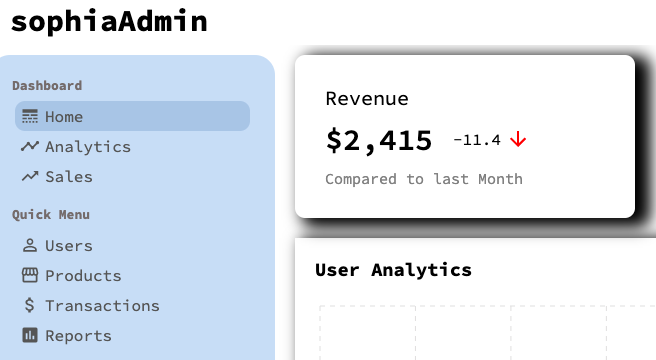 sophiaAdmin
Dashboard
Home
Analytics
Sales
Quick Menu
Users
Products
Transactions
Reports
Revenue
$2,415 -11.4
Compared to last Month
User Analytics